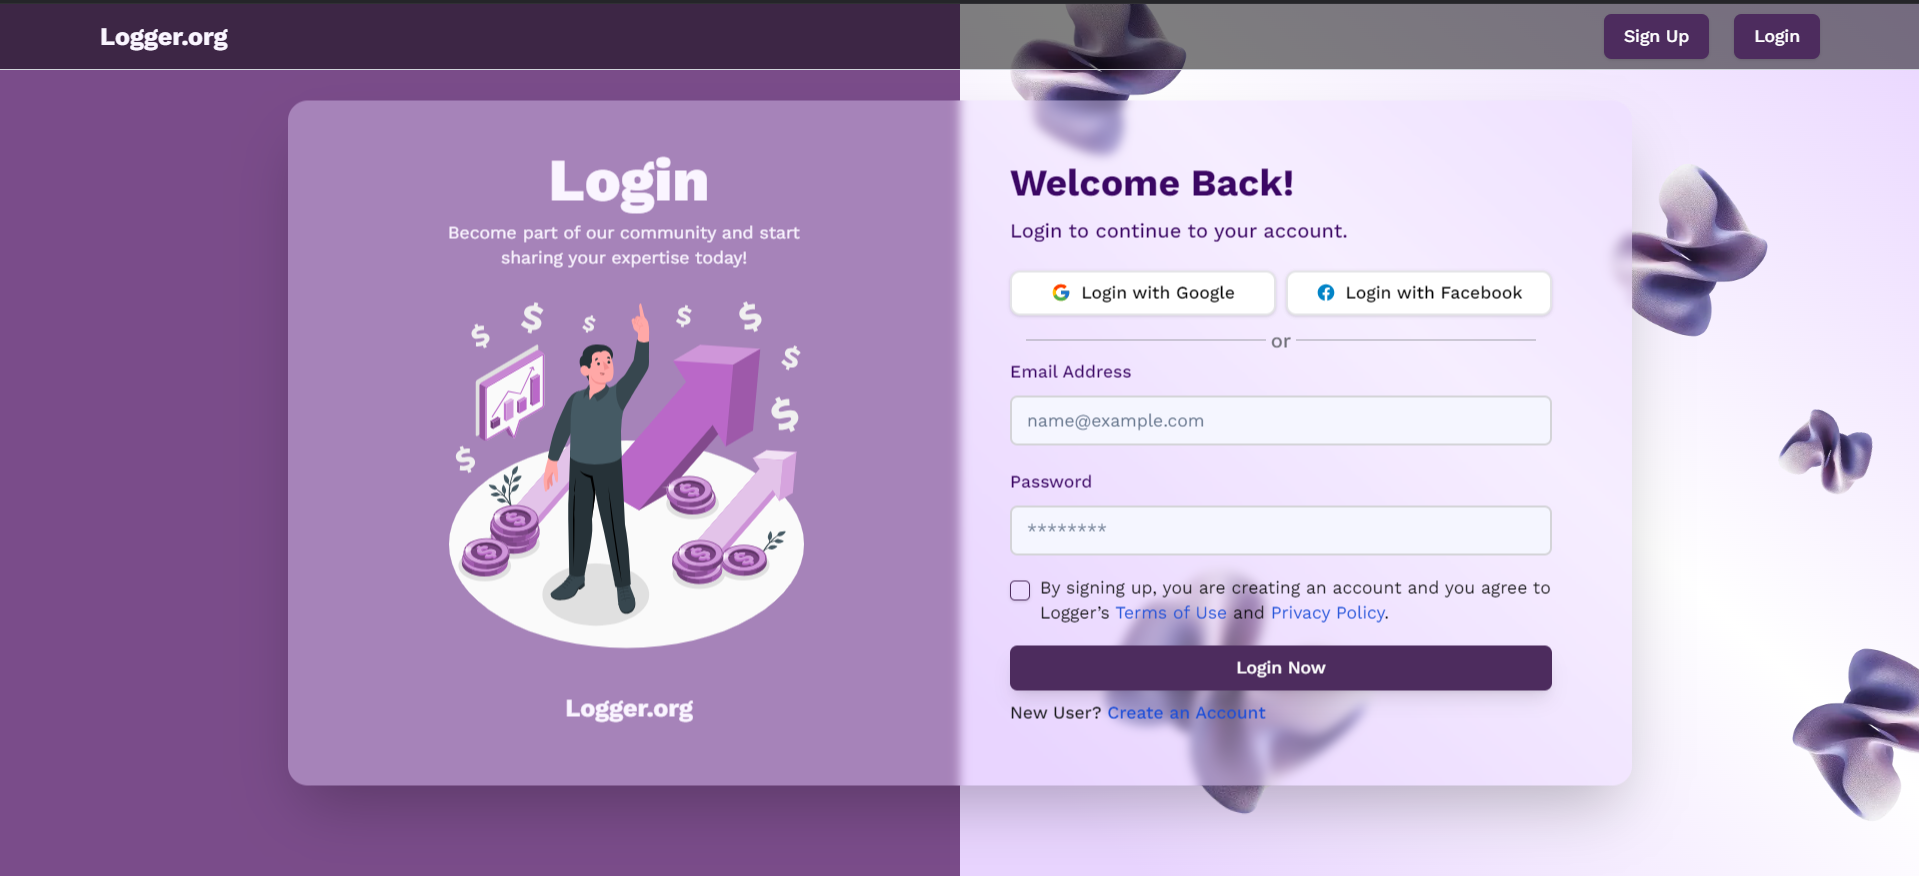 Logger.org
Sign Up
Login
Login
Become part of our community and start
sharing your expertise today!
$ $ $ $ $ $ $ $
Logger.org
Welcome Back!
Login to continue to your account.
Login with Google
Login with Facebook
or
Email Address
name@example.com
Password
********
By signing up, you are creating an account and you agree to
Logger’s Terms of Use and Privacy Policy.
Login Now
New User? Create an Account